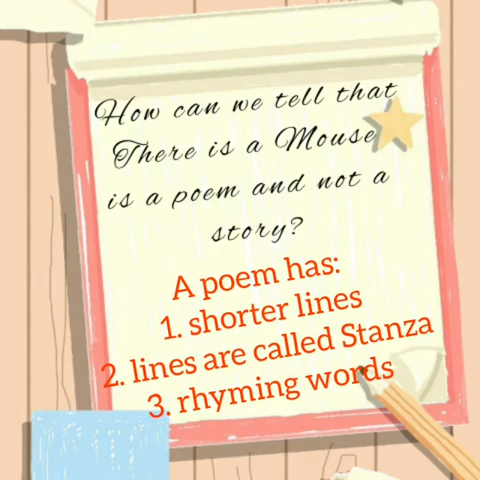 How can we tell that
There is a Mouse
is a poem and not a
story?
A poem has:
1. shorter lines
2. lines are called Stanza
3. rhyming words